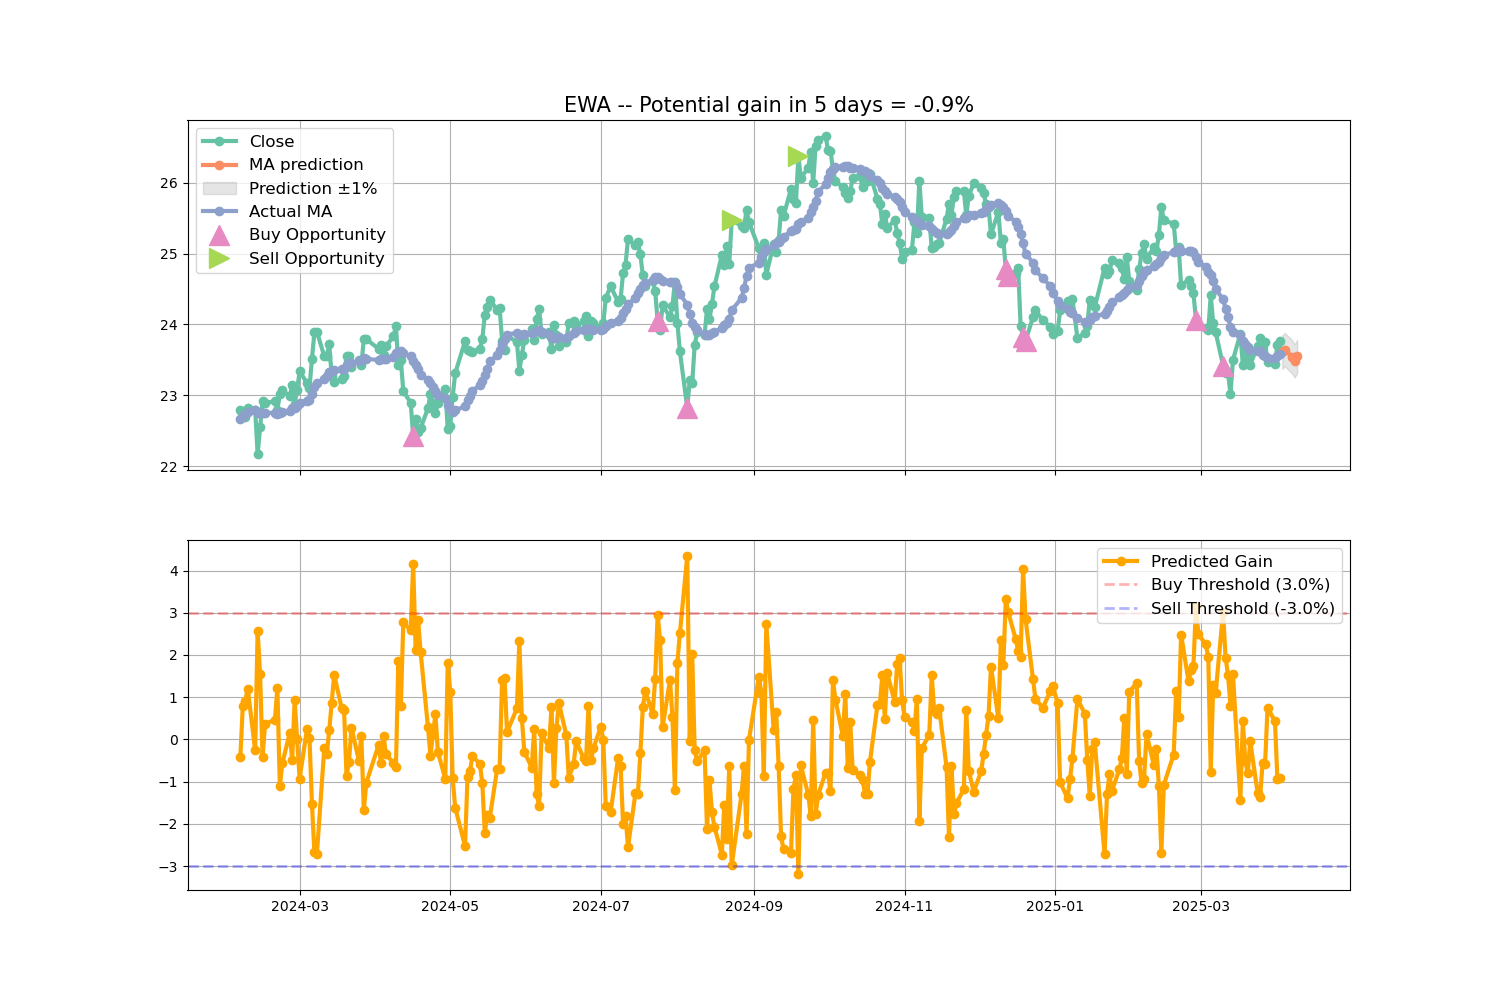 EWA -- Potential gain in 5 days = -0.9%
Close
MA prediction
Prediction ±1%
Actual MA
Buy Opportunity
Sell Opportunity
26
25
24
23
22
Predicted Gain
Buy Threshold (3.0%)
Sell Threshold (-3.0%)
4
3
2
1
0
−1
−2
−3
2024-03 2024-05 2024-07 2024-09 2024-11 2025-01 2025-03